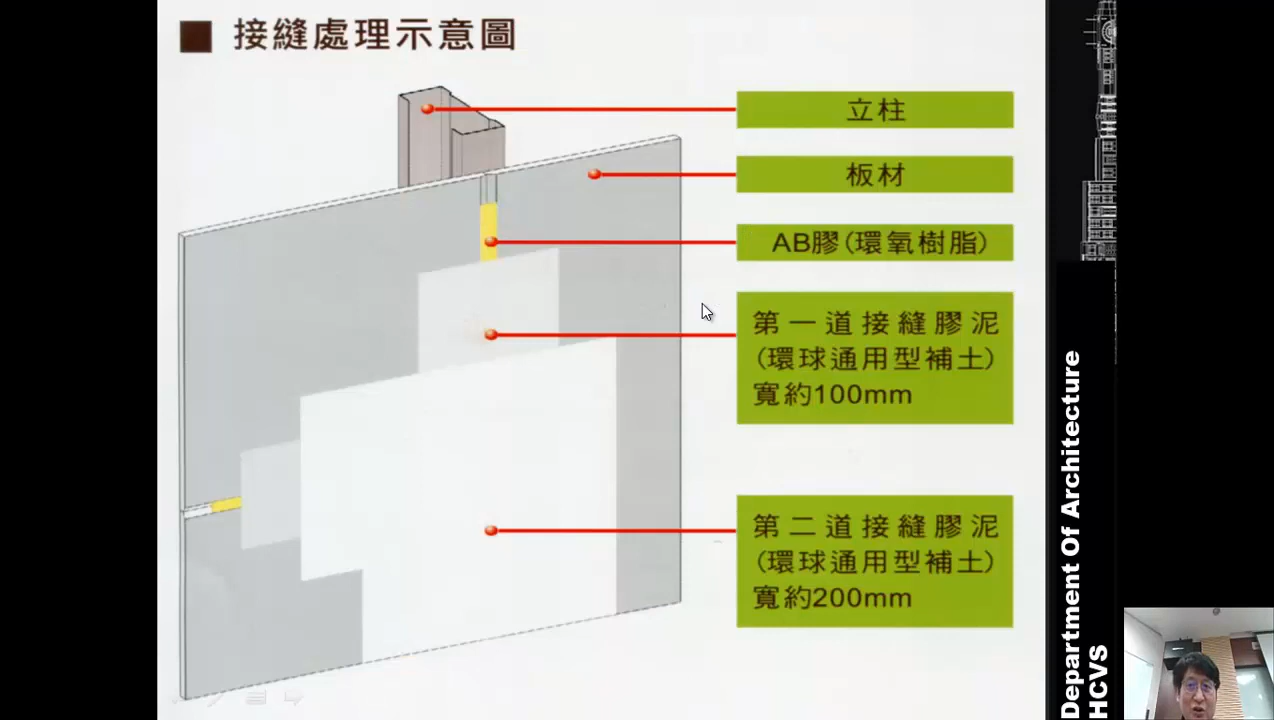 接縫處理示意圖
立柱
板材
AB膠(環氧樹脂)
第一道接縫膠泥
(環球通用型補土)
寬約100mm
第二道接縫膠泥
(環球通用型補土)
寬約200mm
Department Of Architecture
HCVS